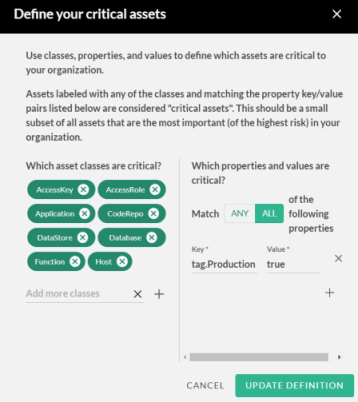 Define your critical assets
Use classes, properties, and values to define which assets are critical to
your organization.
Assets labeled with any of the classes and matching the property key/value
pairs listed below are considered "critical assets". This should be a small
subset of all assets that are the most important (of the highest risk) in your
organization.
Which asset classes are critical?
AccessKey AccessRole
Application CodeRepo
DataStore Database
Function Host
Add more classes
Which properties and values are
critical?
Match ANY ALL of the
following
properties
Key * Value *
tag.Production true
CANCEL UPDATE DEFINITION